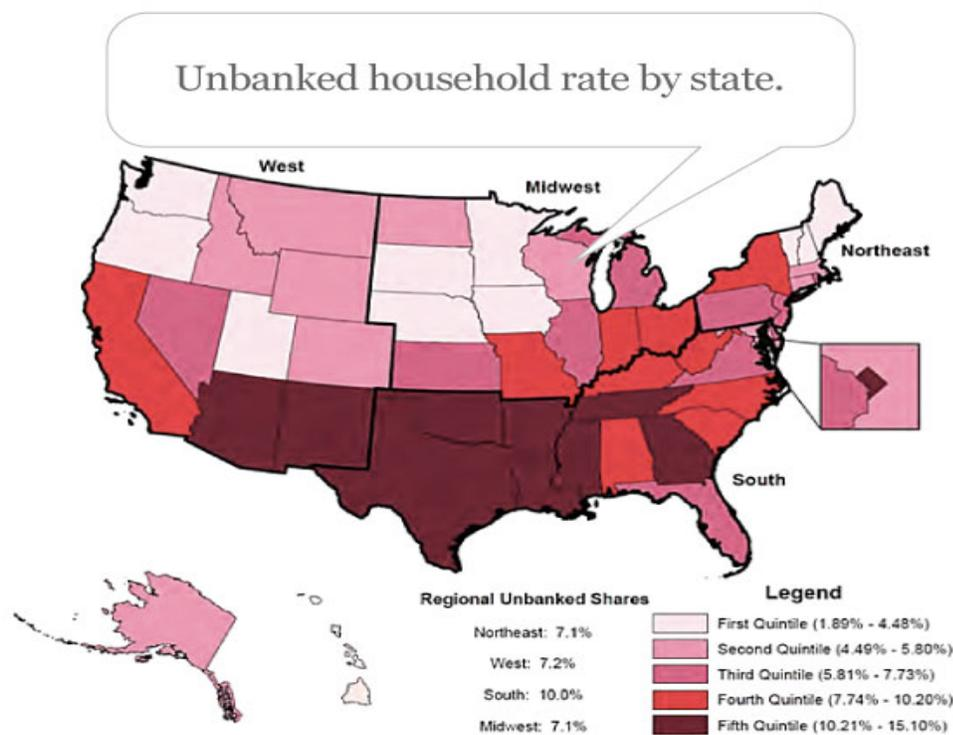 Unbanked household rate by state.
West
Midwest
Northeast
South
Regional Unbanked Shares
Northeast: 7.1%
West: 7.2%
South: 10.0%
Midwest: 7.1%
Legend
First Quintile (1.89% - 4.48%)
Second Quintile (4.49% - 5.80%)
Third Quintile (5.81% - 7.73%)
Fourth Quintile (7.74% - 10.20%)
Fifth Quintile (10.21% - 15.10%)